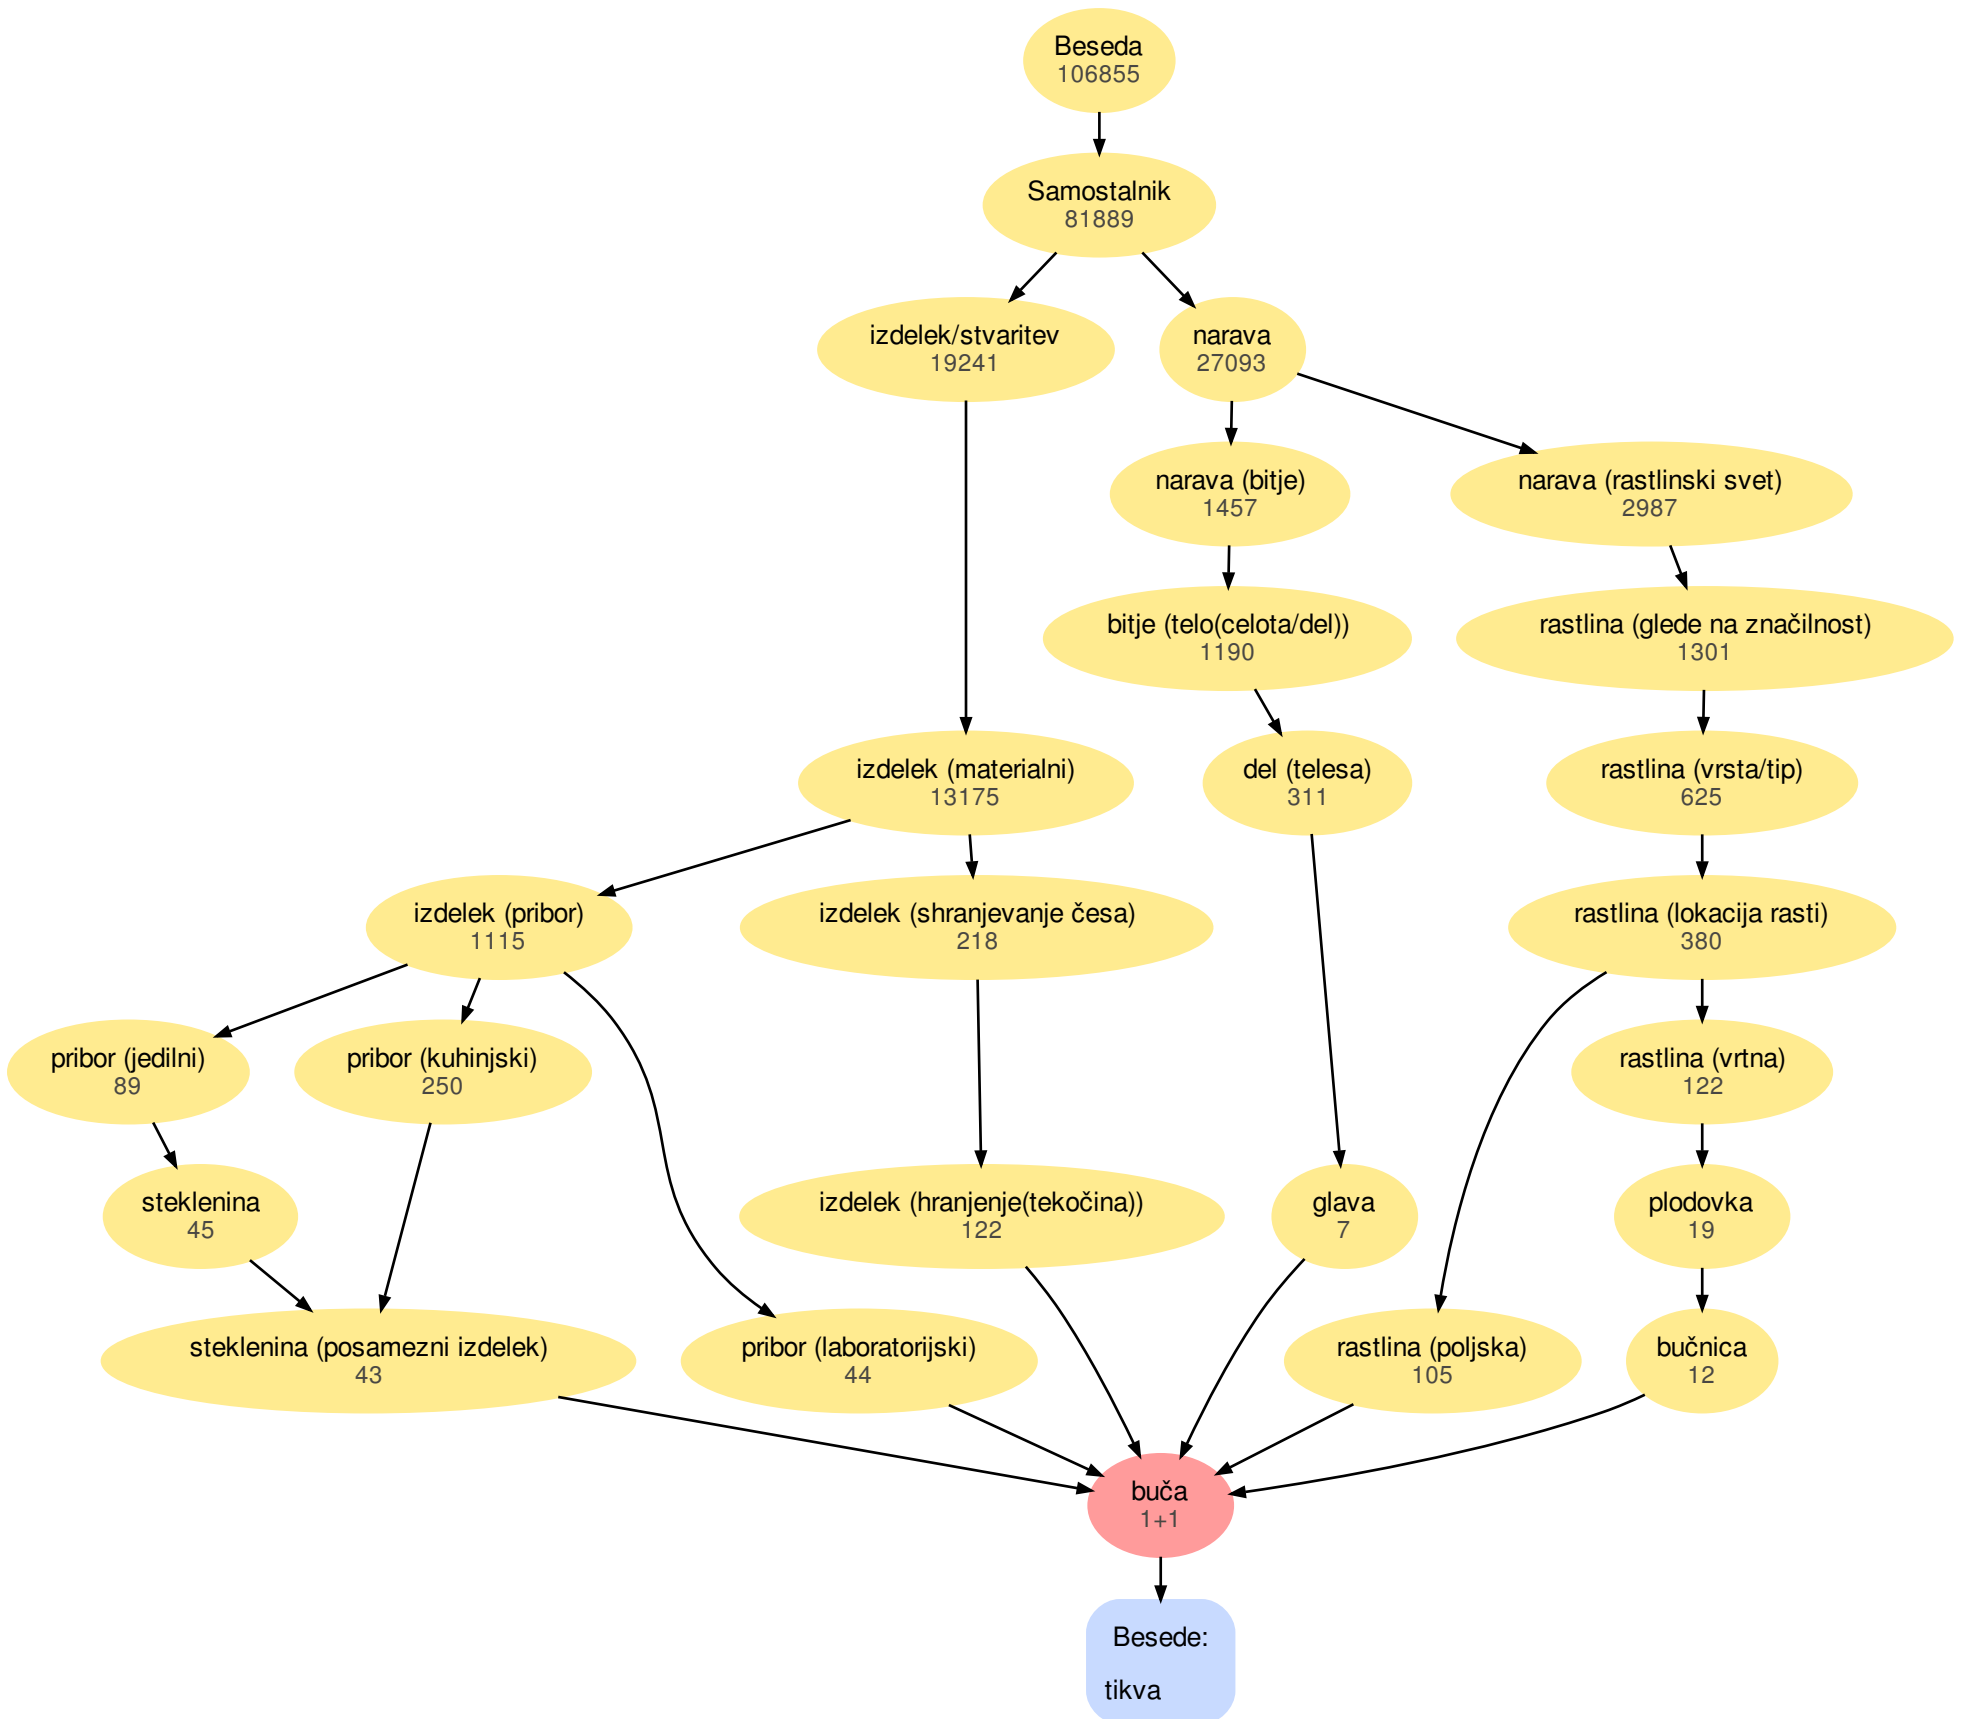 Beseda
106855
Samostalnik
81889
izdelek/stvaritev
19241
narava
27093
narava (bitje)
1457
narava (rastlinski svet)
2987
bitje (telo(celota/del))
1190
rastlina (glede na značilnost)
1301
izdelek (materialni)
13175
del (telesa)
311
rastlina (vrsta/tip)
625
izdelek (pribor)
1115
izdelek (shranjevanje česa)
218
rastlina (lokacija rasti)
380
pribor (jedilni)
89
pribor (kuhinjski)
250
rastlina (vrtna)
122
steklenina
45
izdelek (hranjenje(tekočina))
122
glava
7
plodovka
19
steklenina (posamezni izdelek)
43
pribor (laboratorijski)
44
rastlina (poljska)
105
bučnica
12
buča
1+1
Besede:
tikva